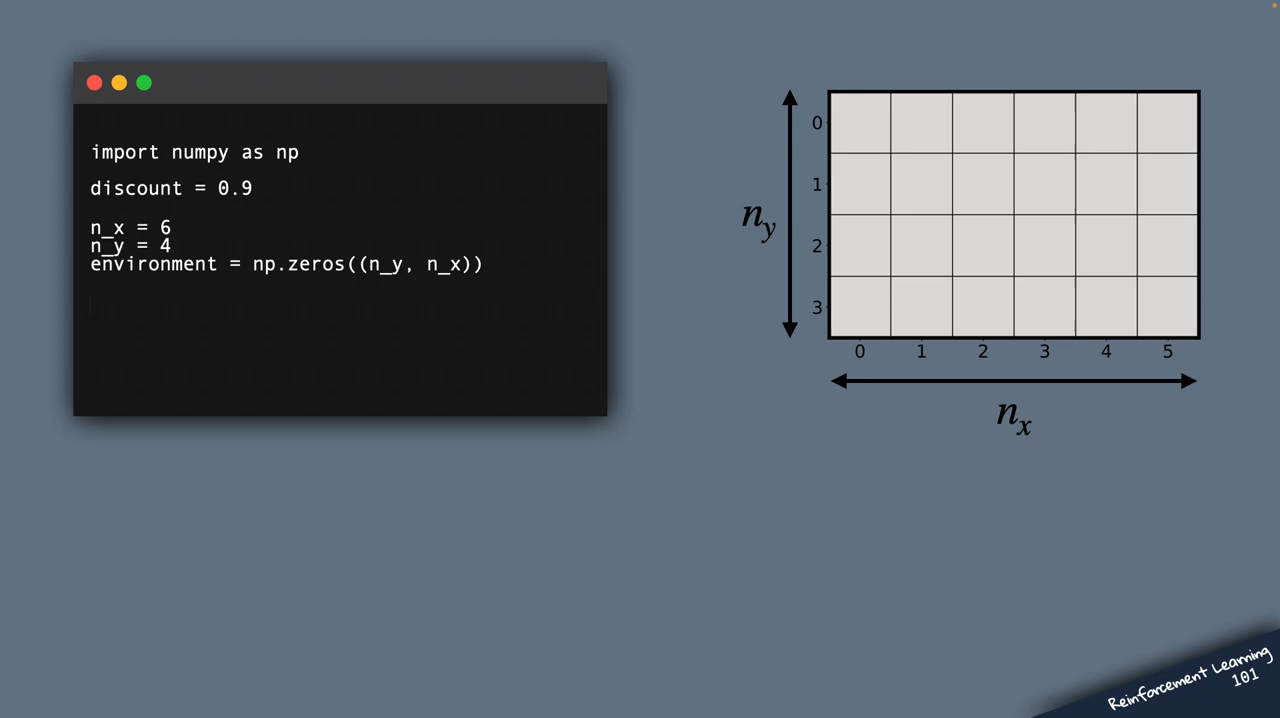 import numpy as np
discount = 0.9
n_x = 6
n_y = 4
environment = np.zeros((n_y, n_x))
n_y
0
1
2
3
0 1 2 3 4 5
n_x
Reinforcement Learning
101